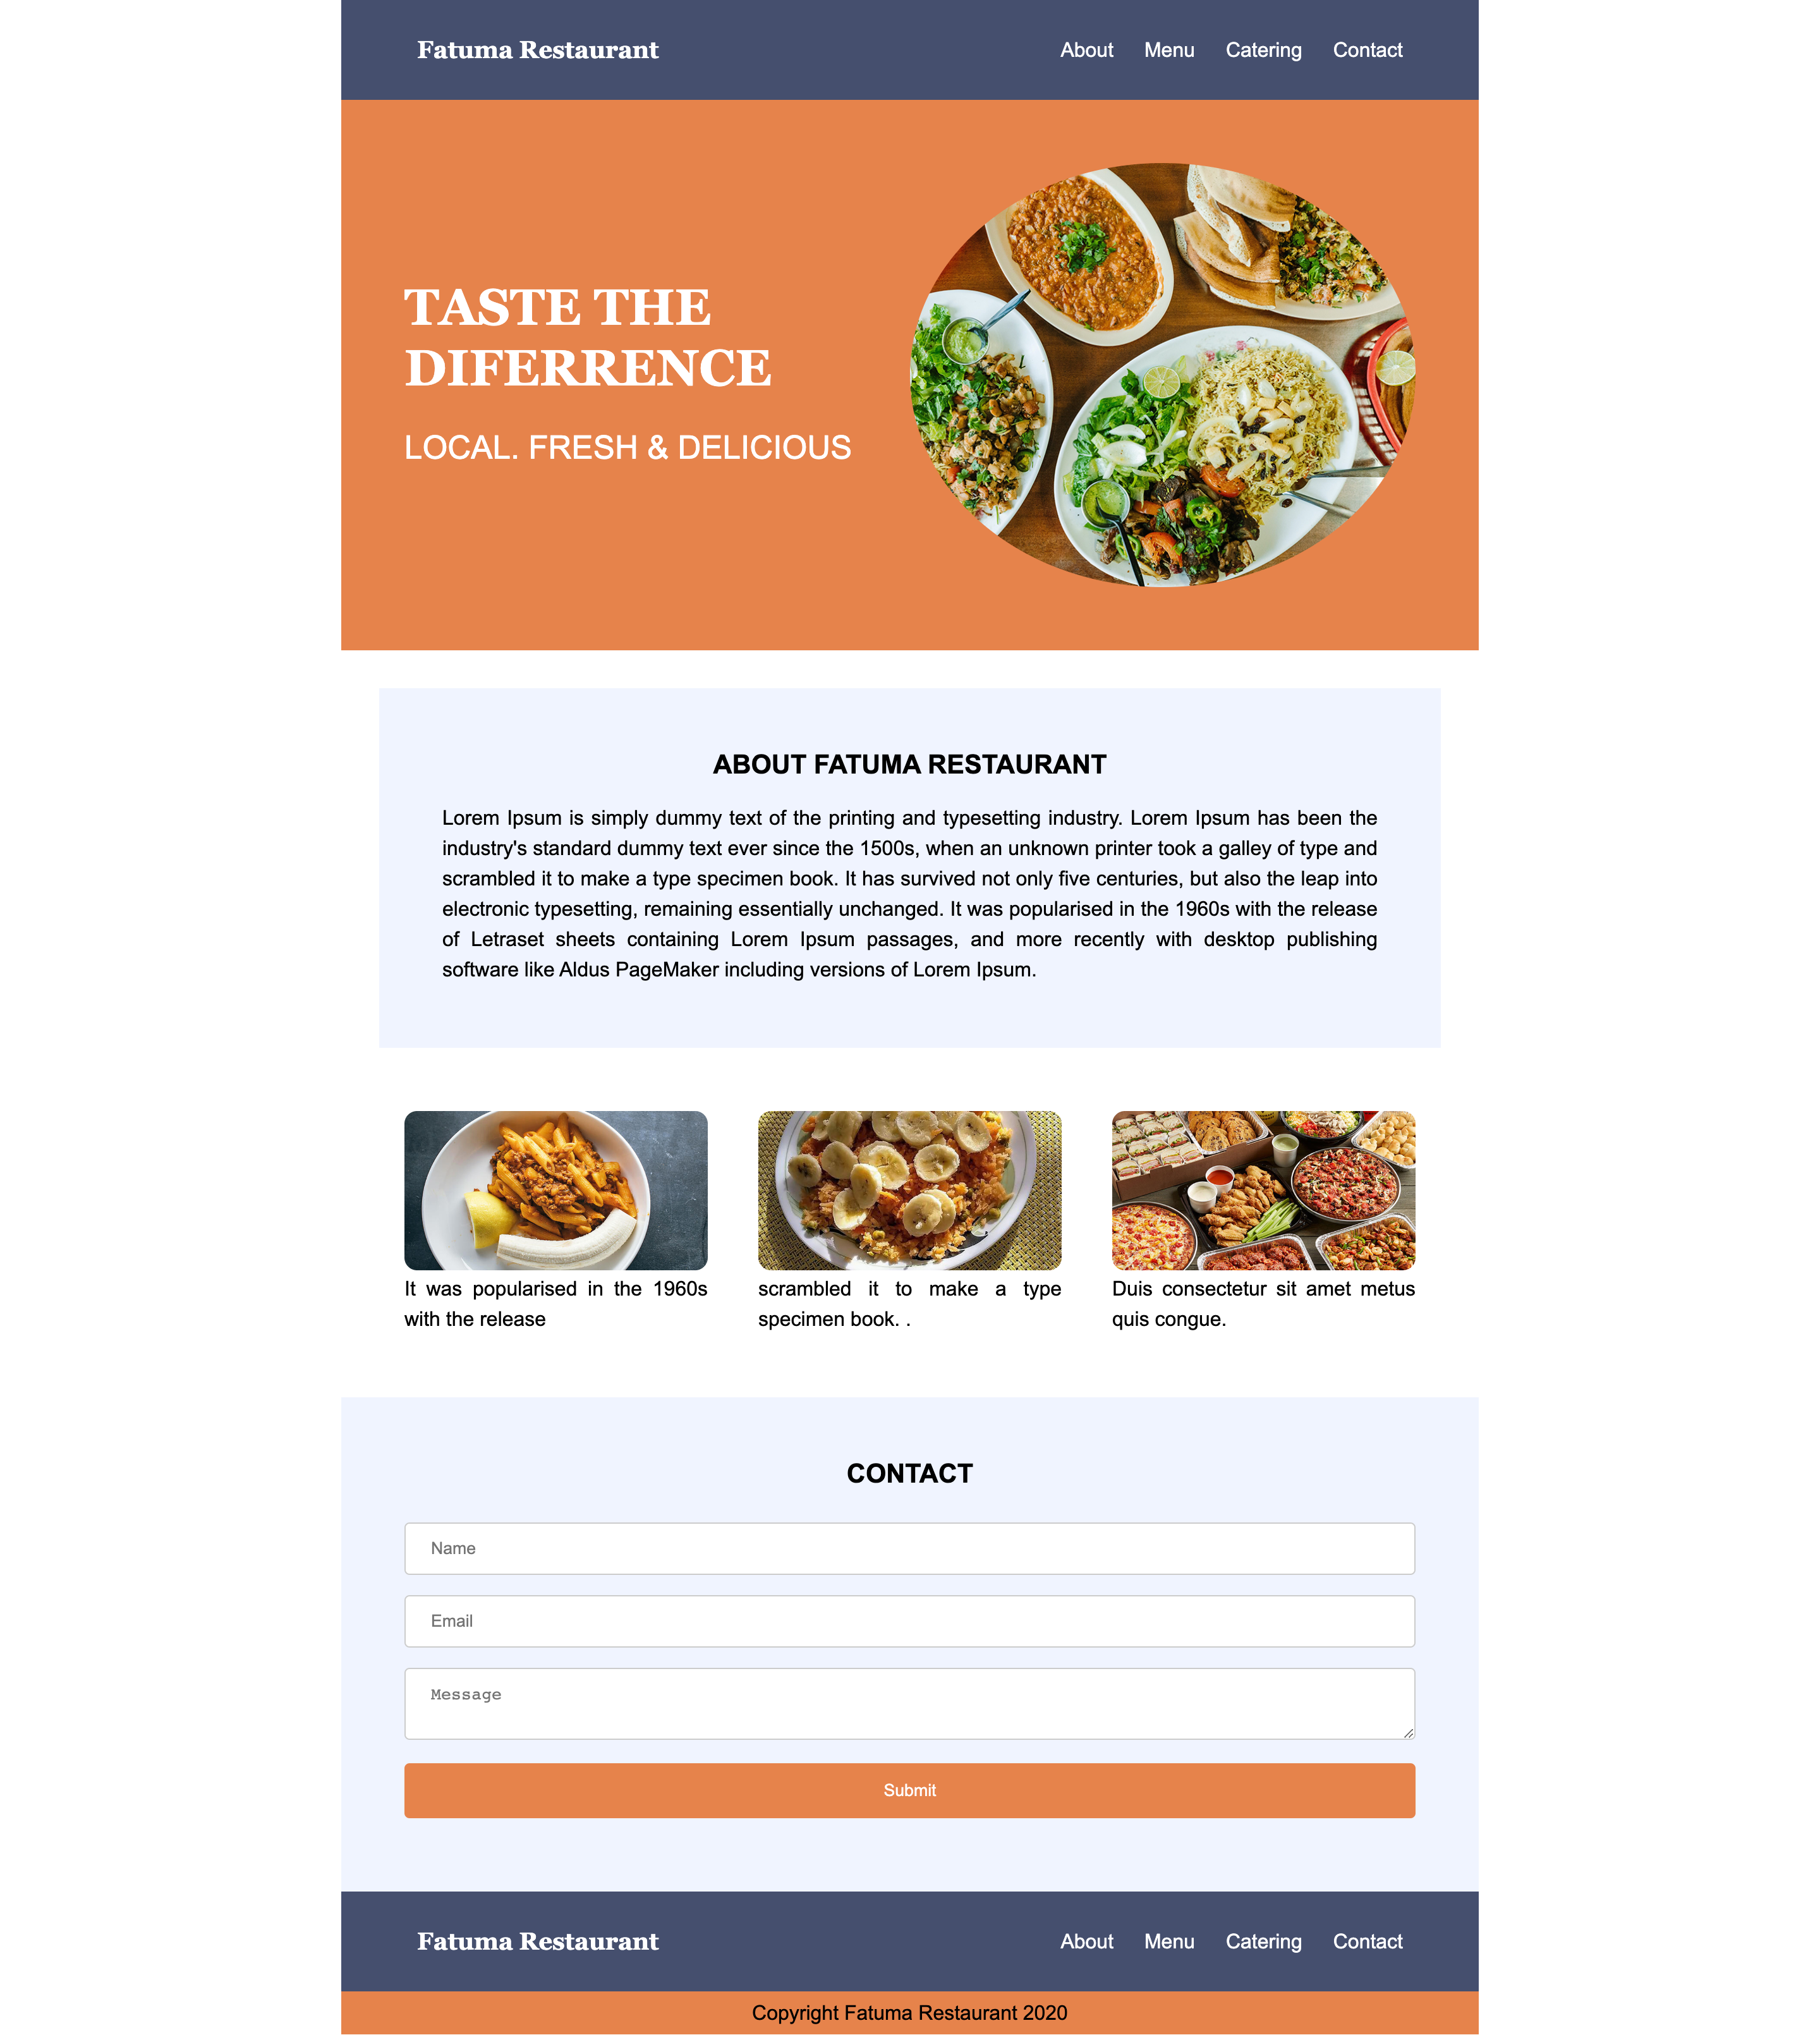 Fatuma Restaurant
About Menu Catering Contact
TASTE THE
DIFERRENCE
LOCAL. FRESH & DELICIOUS
ABOUT FATUMA RESTAURANT
Lorem Ipsum is simply dummy text of the printing and typesetting industry. Lorem Ipsum has been the
industry's standard dummy text ever since the 1500s, when an unknown printer took a galley of type and
scrambled it to make a type specimen book. It has survived not only five centuries, but also the leap into
electronic typesetting, remaining essentially unchanged. It was popularised in the 1960s with the release
of Letraset sheets containing Lorem Ipsum passages, and more recently with desktop publishing
software like Aldus PageMaker including versions of Lorem Ipsum.
It was popularised in the 1960s
with the release
scrambled it to make a type
specimen book. .
Duis consectetur sit amet metus
quis congue.
CONTACT
Name
Email
Message
Submit
Fatuma Restaurant
About Menu Catering Contact
Copyright Fatuma Restaurant 2020